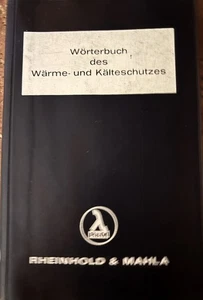 Wörterbuch
des
Wärme- und Kälteschutzes
RHEINHOLD & MAHLA